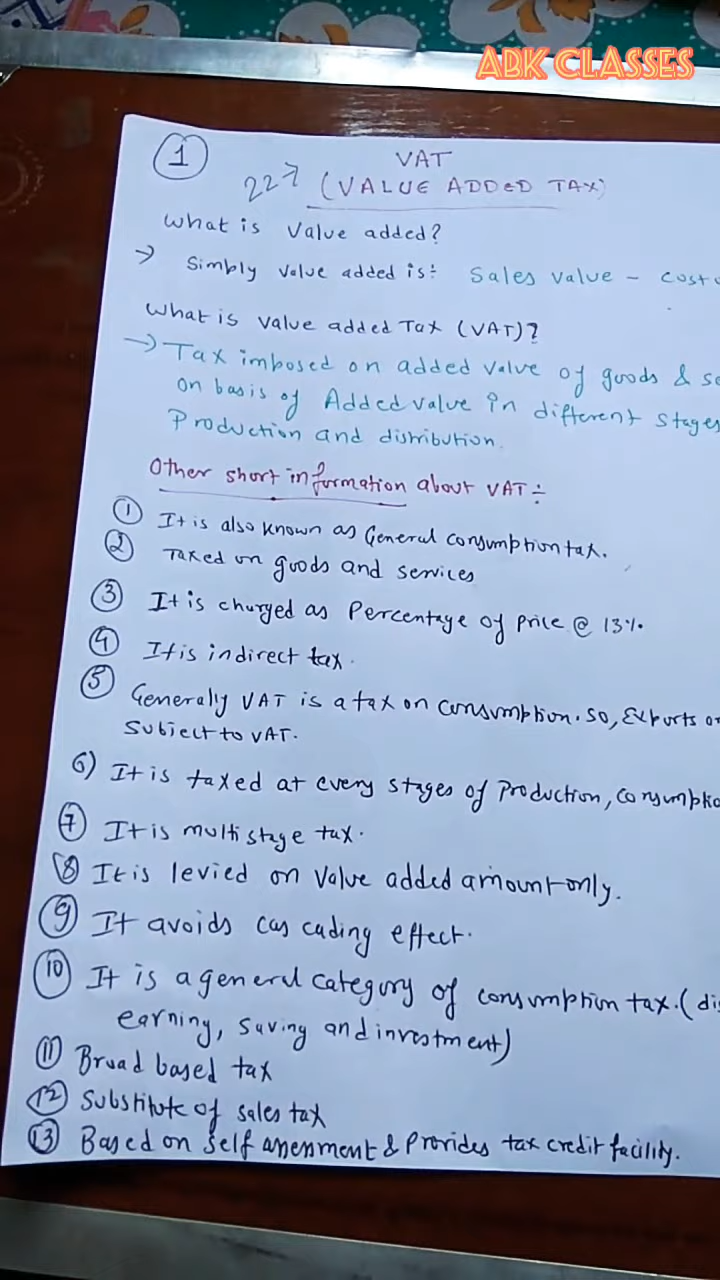 ABK CLASSES
1
VAT
22→ (VALUE ADDED TAX)
What is value added?
→ Simply value added is÷ Sales value -
What is value added Tax (VAT)?
→ Tax imbosed on added value of goods &
on basis of Added value in different stages
Production and distribution.
Other short information about VAT÷
① It is also known as General consumption tax.
② Taxed on goods and services
③ It is charged as Percentage of price @ 13%
④ It is indirect tax.
⑤ Generally VAT is a tax on consumption. so, Exports
Subject to VAT.
6) It is taxed at every stages of Production,
⑦ It is multistage tax.
⑧ It is levied on value added amount only.
⑨ It avoids cas cading effect.
⑩ It is a general category of consumption tax. (
earning, saving and investment)
⑪ Broad based tax
⑫ Substitute of sales tax
⑬ Based on self assessment & Provides tax credit facility.